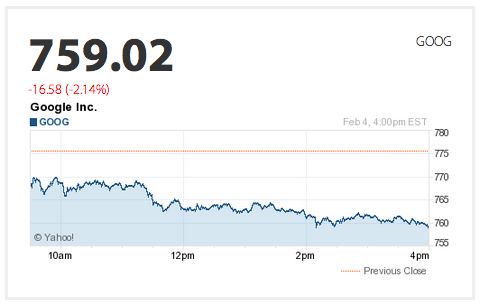 759.02
GOOG
-16.58 (-2.14%)
Google Inc.
GOOG
Feb 4, 4:00pm EST
780
775
770
765
760
755
© Yahoo!
10am 12pm 2pm 4pm
Previous Close